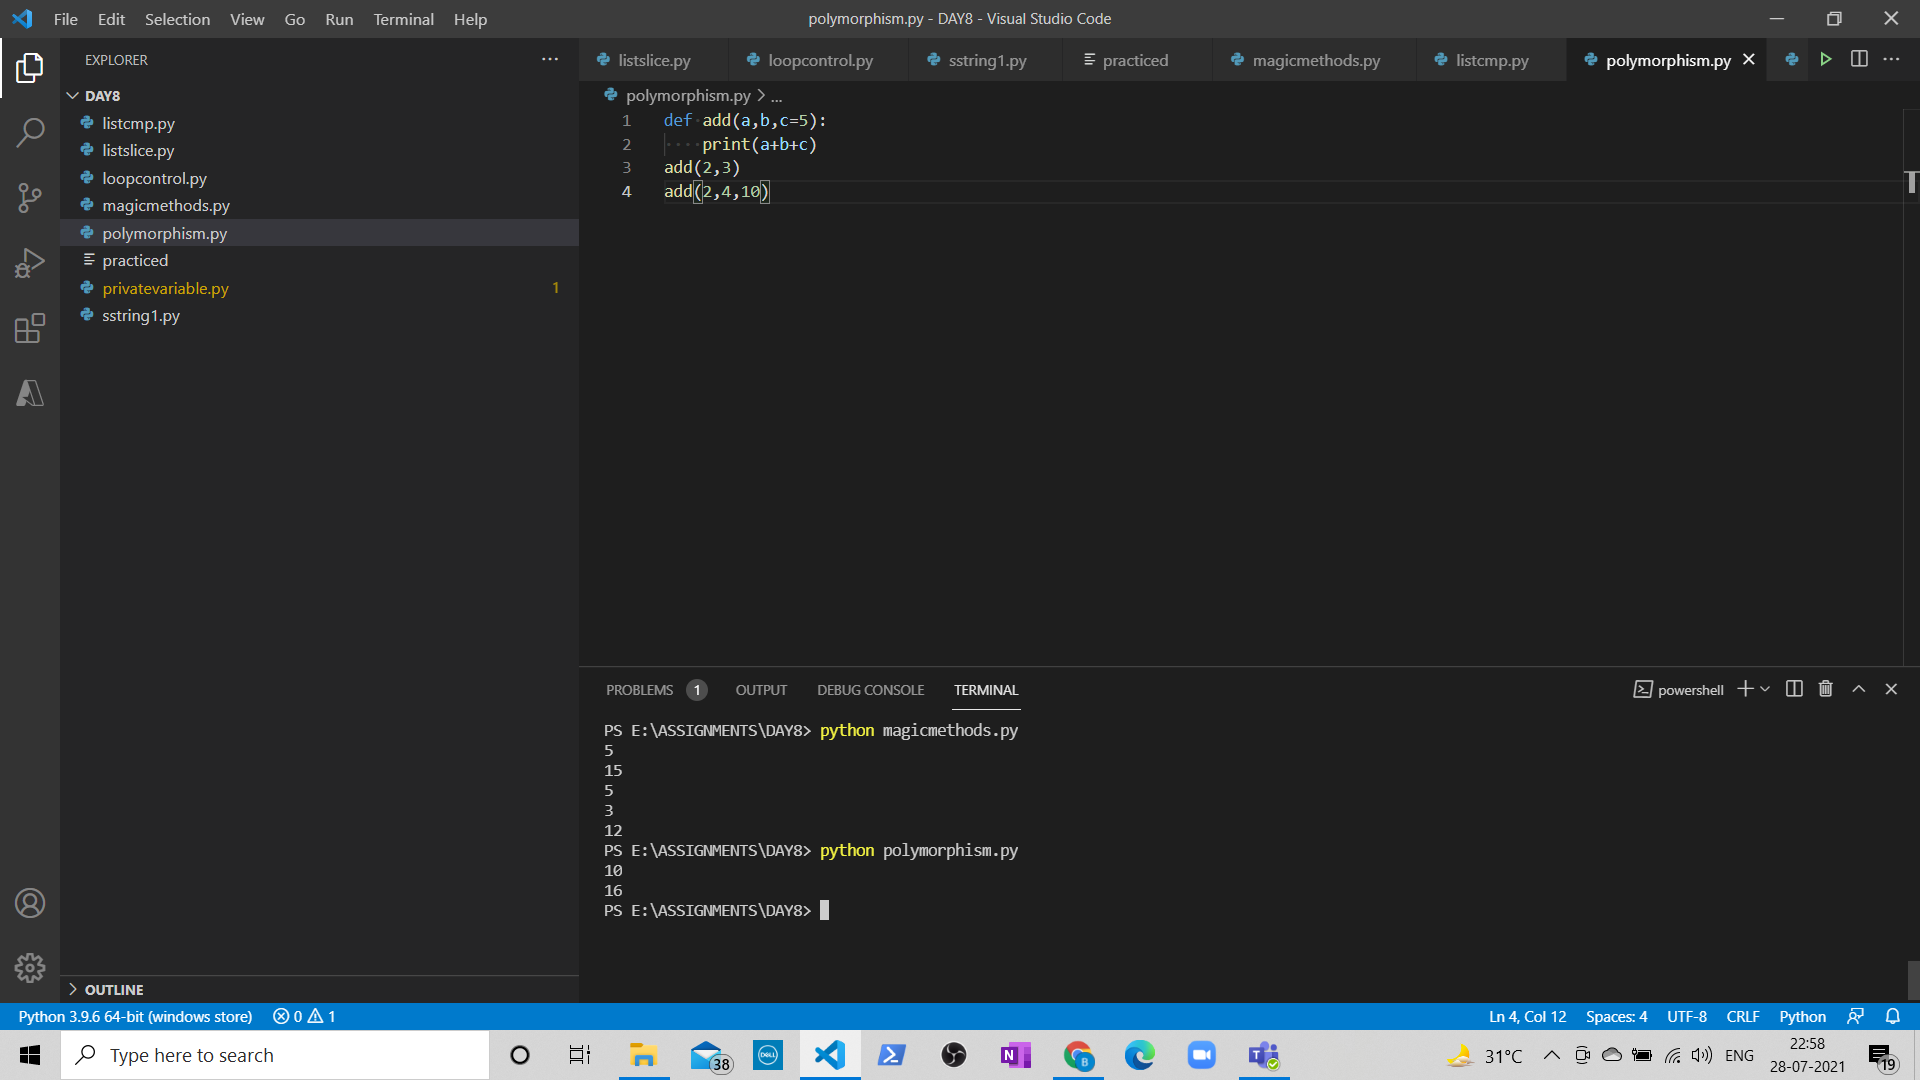 File Edit Selection View Go Run Terminal Help
polymorphism.py - DAY8 - Visual Studio Code
EXPLORER
DAY8
listcmp.py
listslice.py
loopcontrol.py
magicmethods.py
polymorphism.py
practiced
privatevariable.py 1
sstring1.py
OUTLINE
listslice.py loopcontrol.py sstring1.py practiced magicmethods.py listcmp.py polymorphism.py
polymorphism.py > ...
1 def add(a,b,c=5):
2 ····print(a+b+c)
3 add(2,3)
4 add(2,4,10)
PROBLEMS 1 OUTPUT DEBUG CONSOLE TERMINAL
powershell
PS E:\ASSIGNMENTS\DAY8> python magicmethods.py
5
15
5
3
12
PS E:\ASSIGNMENTS\DAY8> python polymorphism.py
10
16
PS E:\ASSIGNMENTS\DAY8>
Python 3.9.6 64-bit (windows store) 0 1
Ln 4, Col 12 Spaces: 4 UTF-8 CRLF Python
Type here to search
38
DELL
N
B
T
31°C
ENG
22:58
28-07-2021
19